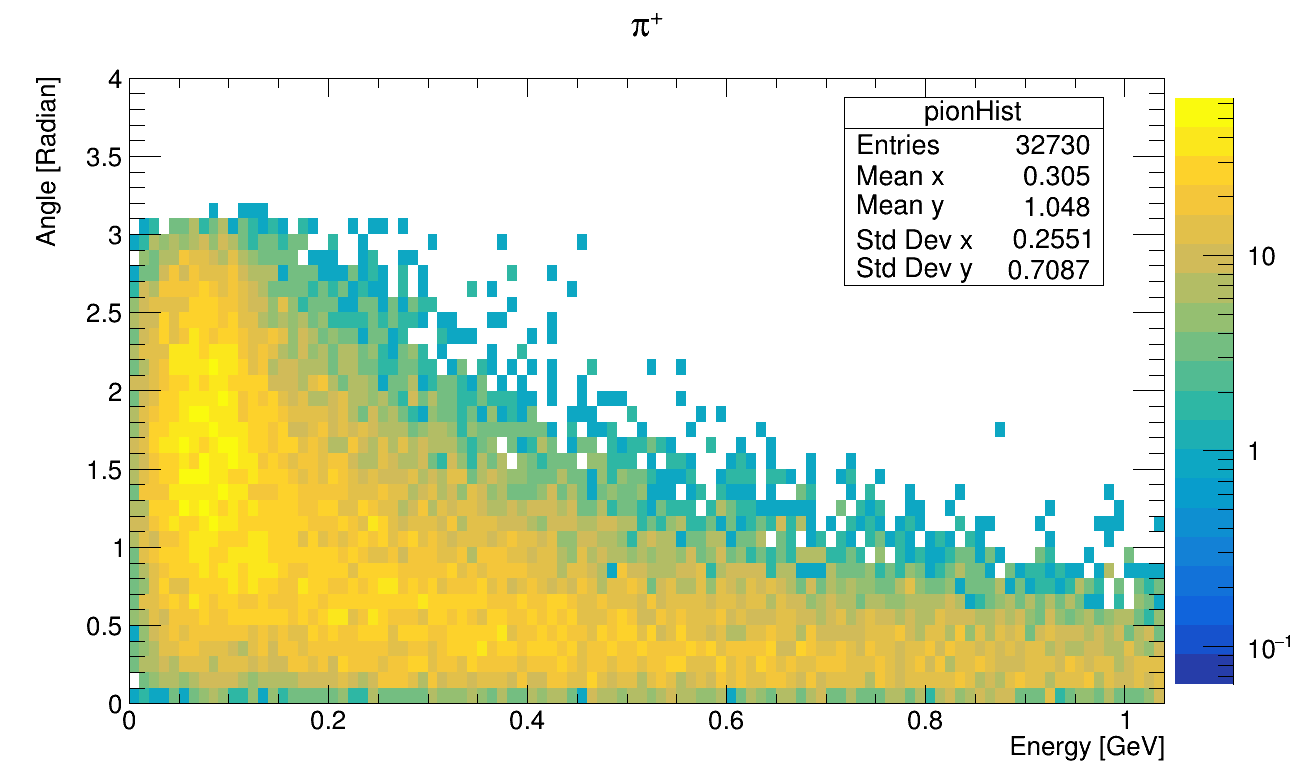 π⁺
Angle [Radian]
4
3.5
3
2.5
2
1.5
1
0.5
0
pionHist
Entries 32730
Mean x 0.305
Mean y 1.048
Std Dev x 0.2551
Std Dev y 0.7087
10
1
10⁻¹
0 0.2 0.4 0.6 0.8 1
Energy [GeV]